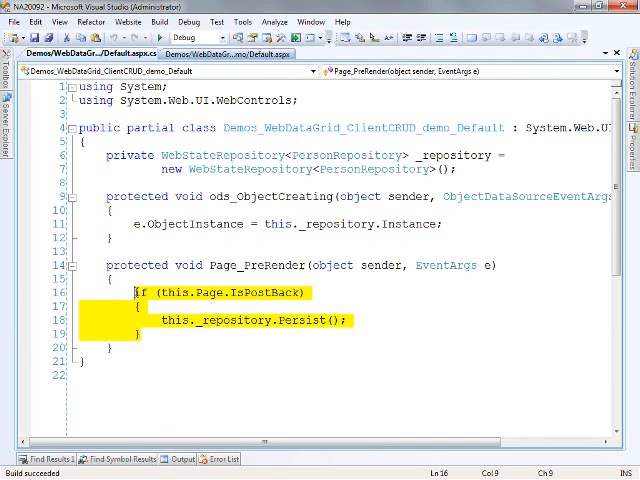 NA20092 - Microsoft Visual Studio
File Edit View Refactor Website Build Debug Test Tools Window Help
Debug
Demos/WebDataGr.../Default.aspx.cs Demos/WebDataGr...mo/Default.aspx
Demos_WebDataGrid_ClientCRUD_demo_Default Page_PreRender(object sender, EventArgs e)
1 using System;
2 using System.Web.UI.WebControls;
3
4 public partial class Demos_WebDataGrid_ClientCRUD_demo_Default : System.Web.UI
5 {
6 private WebStateRepository<PersonRepository> _repository =
7 new WebStateRepository<PersonRepository>();
8
9 protected void ods_ObjectCreating(object sender, ObjectDataSourceEventArgs
10 {
11 e.ObjectInstance = this._repository.Instance;
12 }
13
14 protected void Page_PreRender(object sender, EventArgs e)
15 {
16 if (this.Page.IsPostBack)
17 {
18 this._repository.Persist();
19 }
20 }
21 }
22
Toolbox
Server Explorer
Solution Explorer
Properties
Find Results 1 Find Symbol Results Output Error List
Build succeeded Ln 16 Col 9 Ch 9